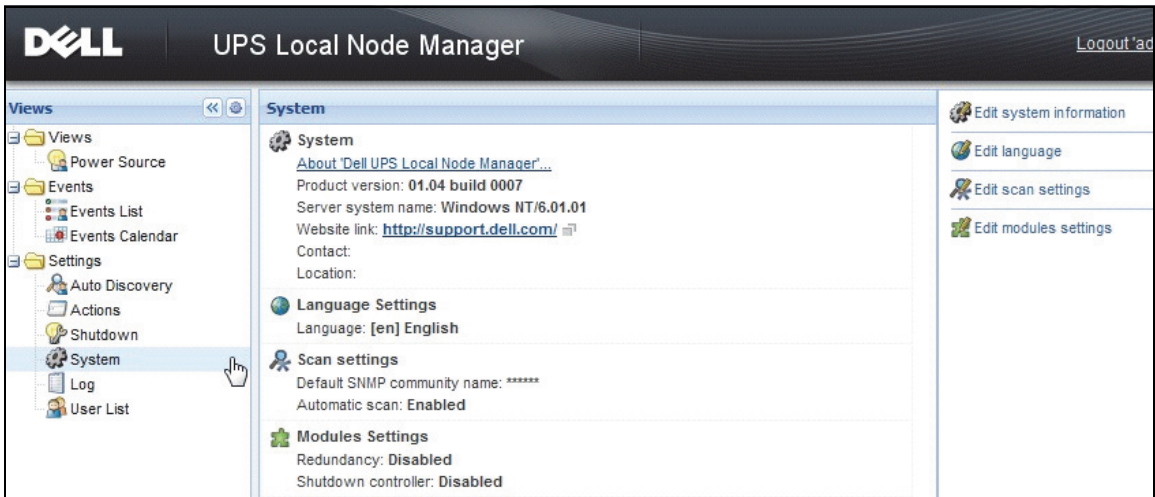 DELL
UPS Local Node Manager
Logout 'ad
Views
Views
Power Source
Events
Events List
Events Calendar
Settings
Auto Discovery
Actions
Shutdown
System
Log
User List
System
System
About 'Dell UPS Local Node Manager'...
Product version: 01.04 build 0007
Server system name: Windows NT/6.01.01
Website link: http://support.dell.com/
Contact:
Location:
Language Settings
Language: [en] English
Scan settings
Default SNMP community name: ******
Automatic scan: Enabled
Modules Settings
Redundancy: Disabled
Shutdown controller: Disabled
Edit system information
Edit language
Edit scan settings
Edit modules settings